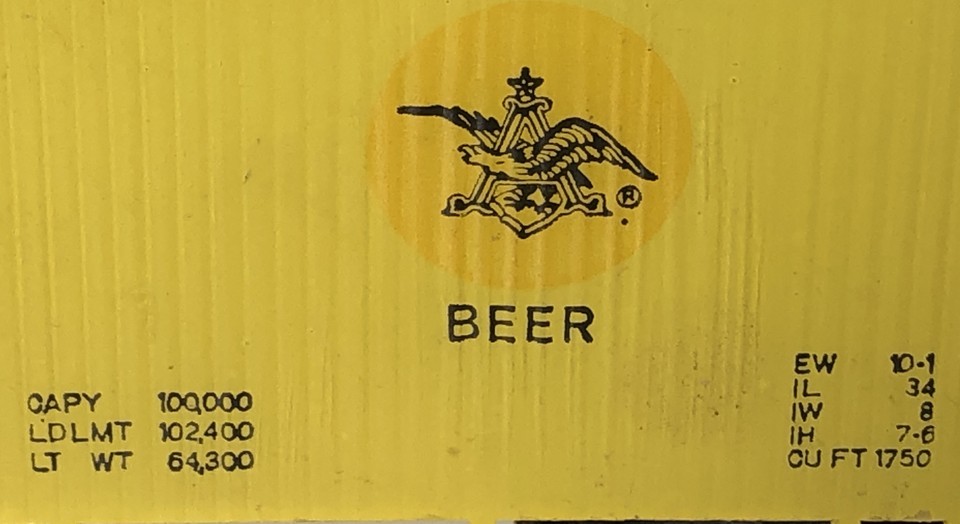 ®
BEER
CAPY 100,000
LD LMT 102,400
LT WT 64,300
EW 10-1
IL 34
IW 8
IH 7-6
CU FT 1750